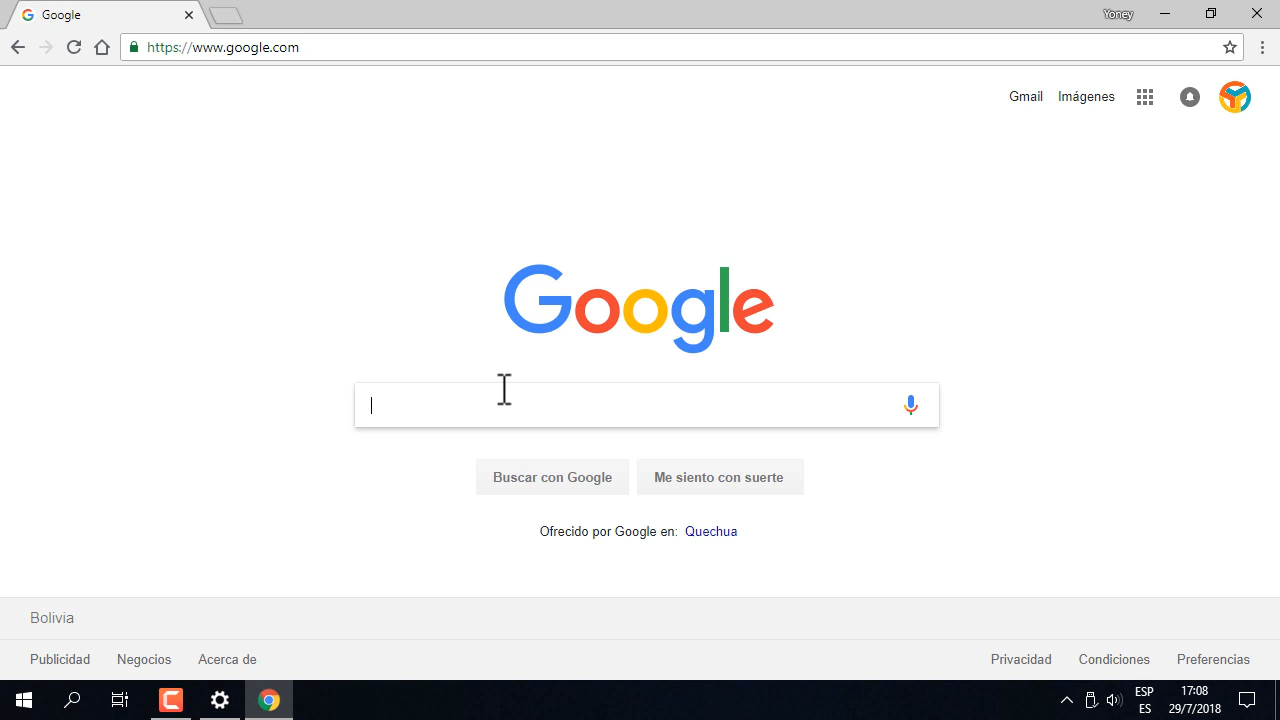 Google
Yoney
https://www.google.com
Gmail Imágenes
Google
Buscar con Google Me siento con suerte
Ofrecido por Google en: Quechua
Bolivia
Publicidad Negocios Acerca de Privacidad Condiciones Preferencias
ESP 17:08
ES 29/7/2018